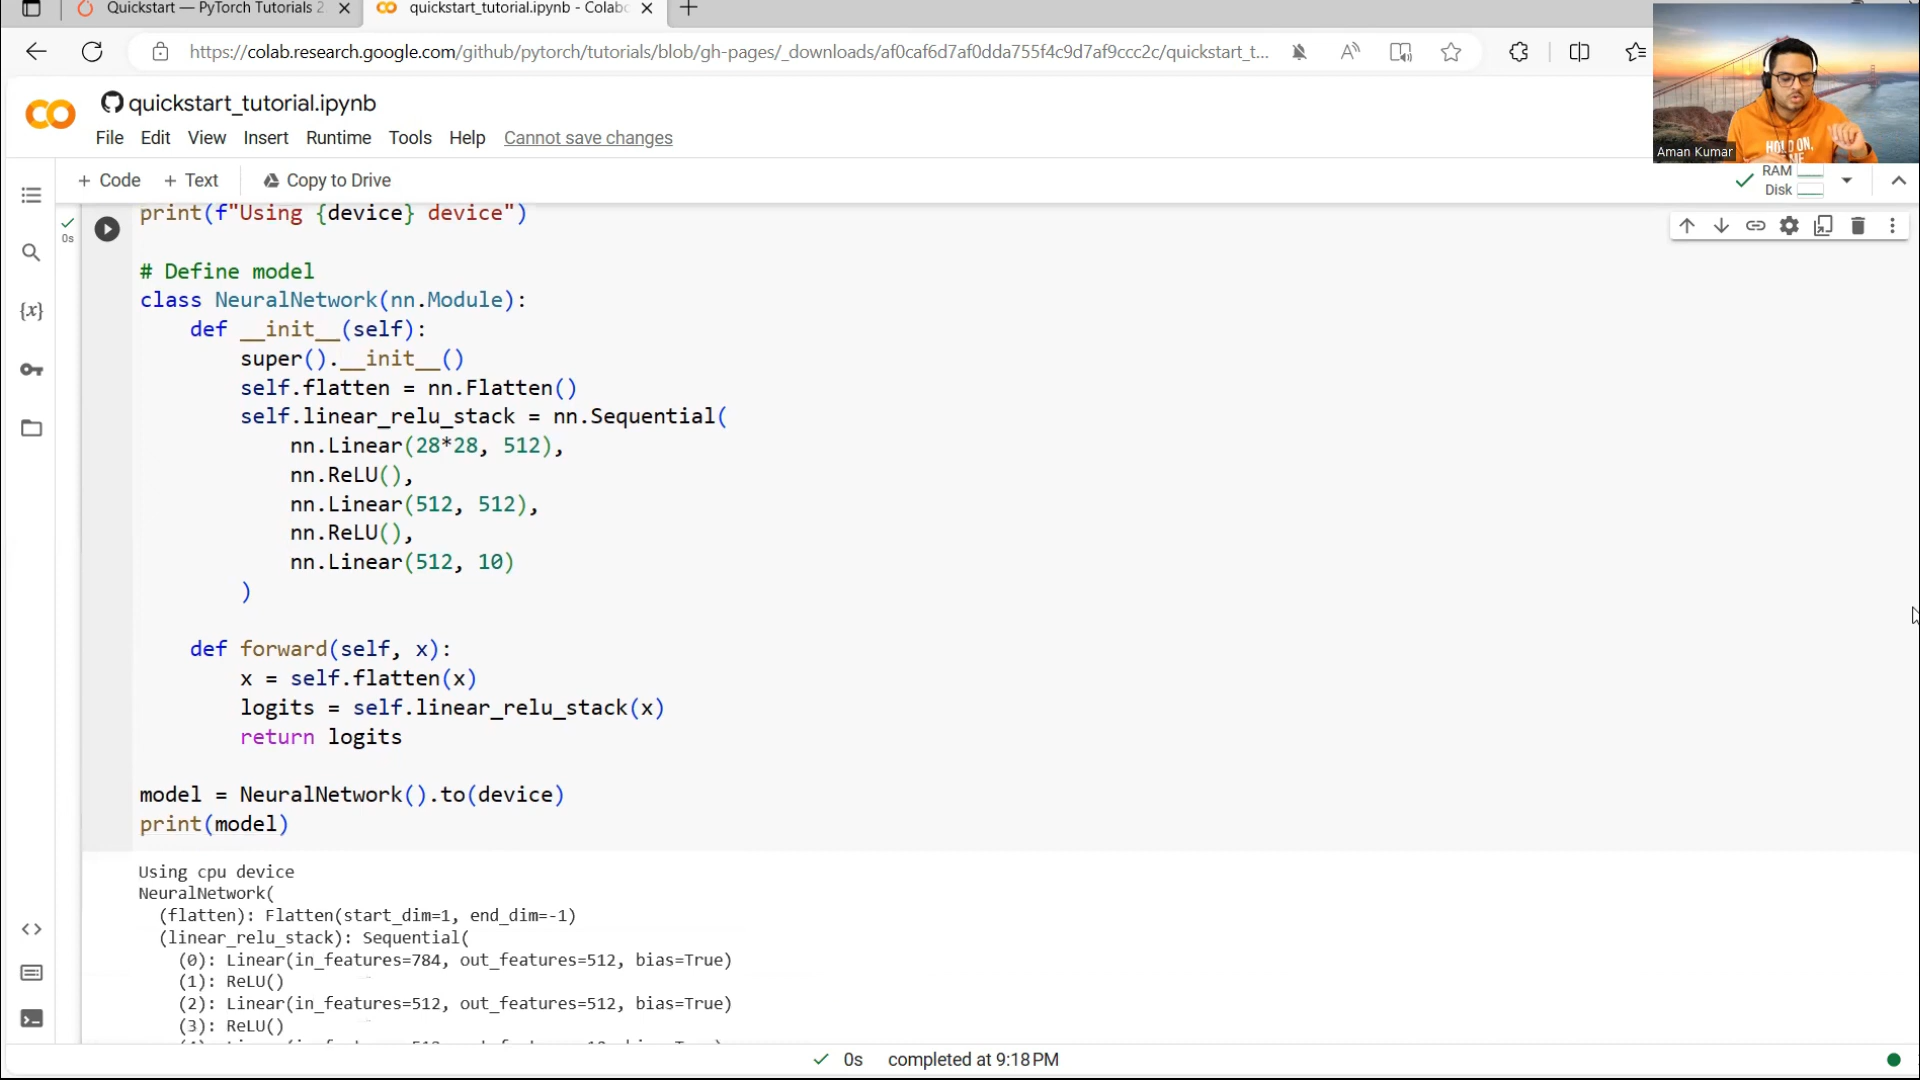 Quickstart — PyTorch Tutorials 2
quickstart_tutorial.ipynb - Colab
https://colab.research.google.com/github/pytorch/tutorials/blob/gh-pages/_downloads/af0caf6d7af0dda755f4c9d7af9ccc2c/quickstart_t...
quickstart_tutorial.ipynb
File Edit View Insert Runtime Tools Help Cannot save changes
Aman Kumar
+ Code + Text Copy to Drive
RAM
Disk
0s
print(f"Using {device} device")
# Define model
class NeuralNetwork(nn.Module):
def __init__(self):
super().__init__()
self.flatten = nn.Flatten()
self.linear_relu_stack = nn.Sequential(
nn.Linear(28*28, 512),
nn.ReLU(),
nn.Linear(512, 512),
nn.ReLU(),
nn.Linear(512, 10)
)
def forward(self, x):
x = self.flatten(x)
logits = self.linear_relu_stack(x)
return logits
model = NeuralNetwork().to(device)
print(model)
Using cpu device
NeuralNetwork(
(flatten): Flatten(start_dim=1, end_dim=-1)
(linear_relu_stack): Sequential(
(0): Linear(in_features=784, out_features=512, bias=True)
(1): ReLU()
(2): Linear(in_features=512, out_features=512, bias=True)
(3): ReLU()
0s completed at 9:18 PM